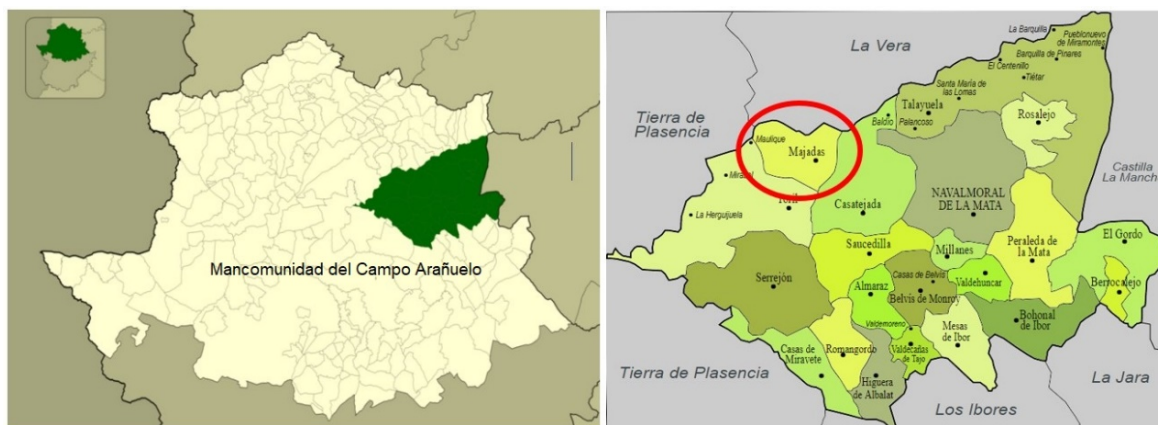 Mancomunidad del Campo Arañuelo
La Vera
La Barquilla
Pueblonuevo
de Miramontes
Barquilla de Pinares
El Centenillo
Tiétar
Santa María de
las Lomas
Talayuela
Palancoso
Baldío
Rosalejo
Tierra de
Plasencia
Maulique
Majadas
Mirabel
Toril
La Herguijuela
Casatejada
NAVALMORAL
DE LA MATA
Castilla
La Mancha
Saucedilla
Millanes
Peraleda de
la Mata
El Gordo
Serrejón
Casas de Belvís
Almaraz
Belvís de Monroy
Valdehuncar
Berrocalejo
Valdemoreno
Bohonal
de Ibor
Mesas
de Ibor
Casas de
Miravete
Romangordo
Valdecañas
de Tajo
Higuera
de Albalat
Tierra de Plasencia
La Jara
Los Ibores